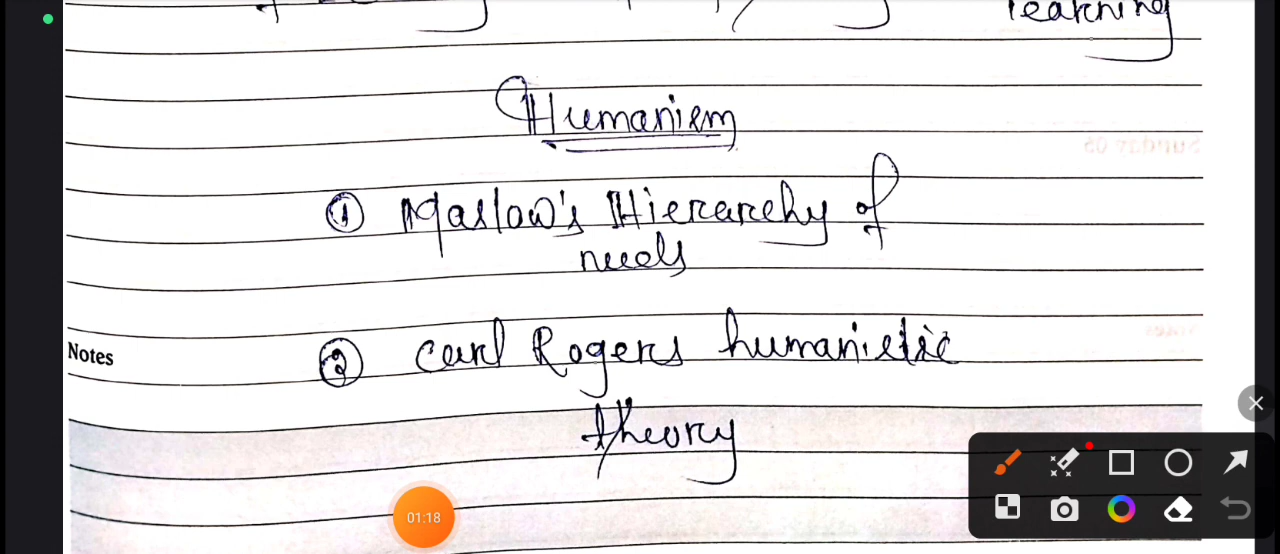 learning
Humanism
① Maslow's Hierarchy of
needs
② Carl Rogers humanistic
theory
Notes
01:18